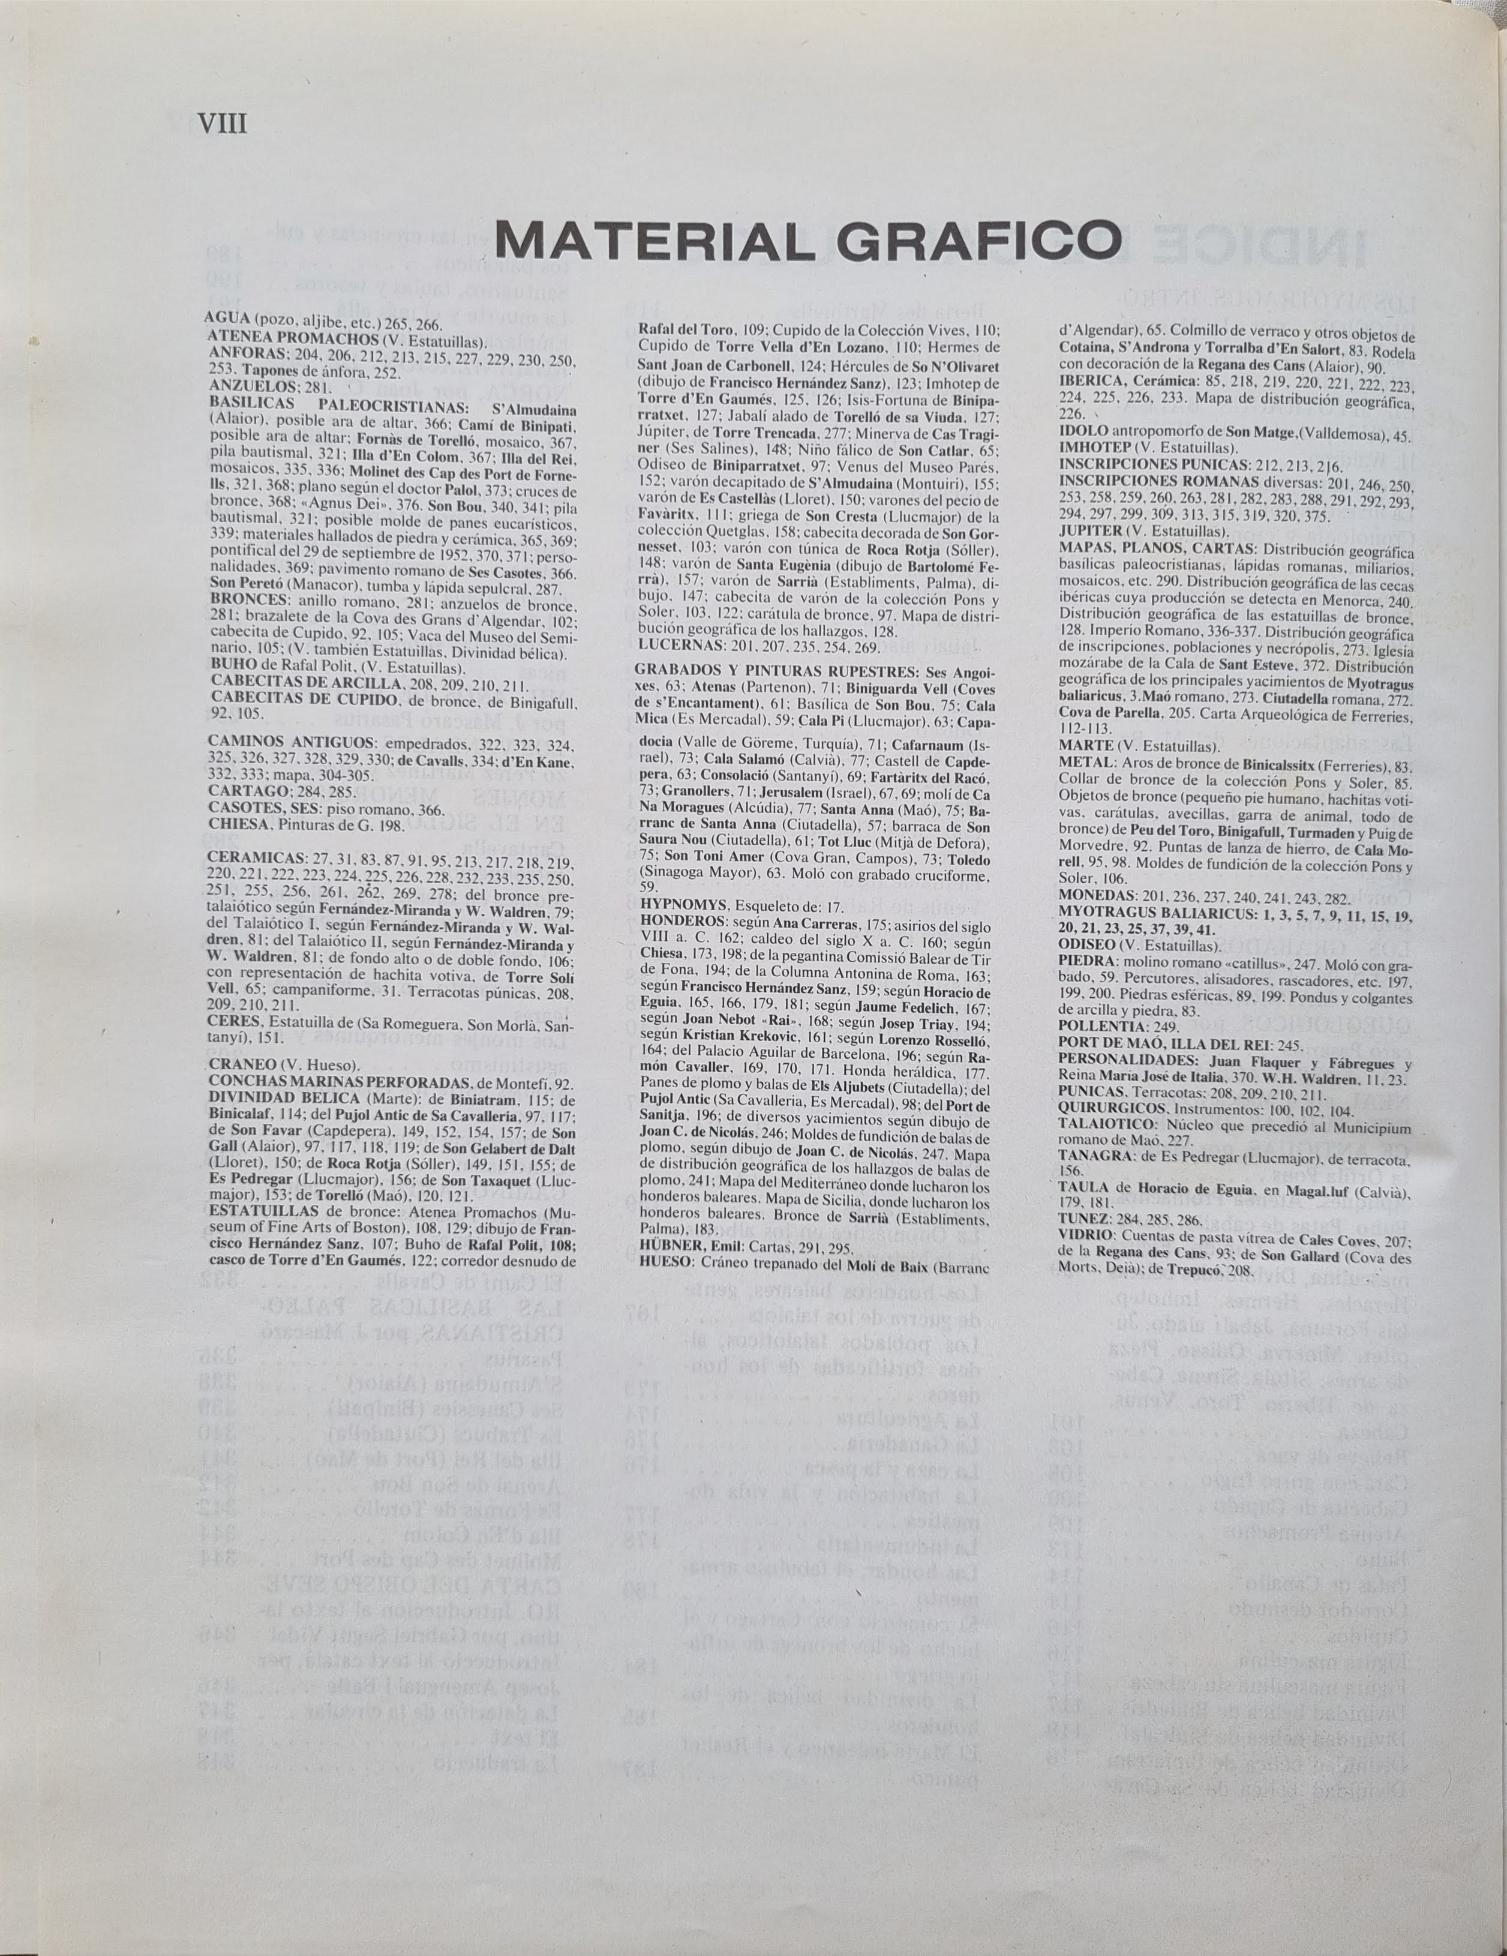 VIII
MATERIAL GRAFICO
AGUA (pozo, aljibe, etc.) 265, 266.
ATENEA PROMACHOS (V. Estatuillas).
ANFORAS: 204, 206, 212, 213, 215, 227, 229, 230, 250,
253. Tapones de ánfora, 252.
ANZUELOS: 281.
BASILICAS PALEOCRISTIANAS: S'Almudaina
(Alaior), posible ara de altar, 366; Camí de Binipati,
posible ara de altar; Fornàs de Torelló, mosaico, 367,
pila bautismal, 321; Illa d'En Colom, 367; Illa del Rei,
mosaicos, 335, 336; Molinet des Cap des Port de Forne-
lls, 321, 368; plano según el doctor Palol, 373; cruces de
bronce, 368; «Agnus Dei», 376. Son Bou, 340, 341; pila
bautismal, 321; posible molde de panes eucarísticos,
339; materiales hallados de piedra y cerámica, 365, 369;
pontifical del 29 de septiembre de 1952, 370, 371; perso-
nalidades, 369; pavimento romano de Ses Casotes, 366.
Son Peretó (Manacor), tumba y lápida sepulcral, 287.
BRONCES: anillo romano, 281; anzuelos de bronce,
281; brazalete de la Cova des Grans d'Algendar, 102;
cabecita de Cupido, 92, 105; Vaca del Museo del Semi-
nario, 105; (V. también Estatuillas, Divinidad bélica).
BUHO de Rafal Polit, (V. Estatuillas).
CABECITAS DE ARCILLA, 208, 209, 210, 211.
CABECITAS DE CUPIDO, de bronce, de Binigafull,
92, 105.
CAMINOS ANTIGUOS: empedrados, 322, 323, 324,
325, 326, 327, 328, 329, 330; de Cavalls, 334; d'En Kane,
332, 333; mapa, 304-305.
CARTAGO: 284, 285.
CASOTES, SES: piso romano, 366.
CHIESA, Pinturas de G. 198.
CERAMICAS: 27, 31, 83, 87, 91, 95, 213, 217, 218, 219,
220, 221, 222, 223, 224, 225, 226, 228, 232, 233, 235, 250,
251, 255, 256, 261, 262, 269, 278; del bronce pre-
talaiótico según Fernández-Miranda y W. Waldren, 79;
del Talaiótico I, según Fernández-Miranda y W. Wal-
dren, 81; del Talaiótico II, según Fernández-Miranda y
W. Waldren, 81; de fondo alto o de doble fondo, 106;
con representación de hachita votiva, de Torre Solí
Vell, 65; campaniforme, 31. Terracotas púnicas, 208,
209, 210, 211.
CERES, Estatuilla de (Sa Romeguera, Son Morlà, San-
tanyí), 151.
CRANEO (V. Hueso).
CONCHAS MARINAS PERFORADAS, de Montefí, 92.
DIVINIDAD BELICA (Marte): de Biniatram, 115; de
Binicalaf, 114; del Pujol Antic de Sa Cavalleria, 97, 117;
de Son Favar (Capdepera), 149, 152, 154, 157; de Son
Gall (Alaior), 97, 117, 118, 119; de Son Gelabert de Dalt
(Lloret), 150; de Roca Rotja (Sóller), 149, 151, 155; de
Es Pedregar (Llucmajor), 156; de Son Taxaquet (Lluc-
major), 153; de Torelló (Maó), 120, 121.
ESTATUILLAS de bronce: Atenea Promachos (Mu-
seum of Fine Arts of Boston), 108, 129; dibujo de Fran-
cisco Hernández Sanz, 107; Buho de Rafal Polit, 108;
casco de Torre d'En Gaumés, 122; corredor desnudo de
Rafal del Toro, 109; Cupido de la Colección Vives, 110;
Cupido de Torre Vella d'En Lozano, 110; Hermes de
Sant Joan de Carbonell, 124; Hércules de So N'Olivaret
(dibujo de Francisco Hernández Sanz), 123; Imhotep de
Torre d'En Gaumés, 125, 126; Isis-Fortuna de Binipa-
rratxet, 127; Jabalí alado de Torelló de sa Viuda, 127;
Júpiter, de Torre Trencada, 277; Minerva de Cas Tragi-
ner (Ses Salines), 148; Niño fálico de Son Catlar, 65;
Odiseo de Biniparratxet, 97; Venus del Museo Parés,
152; varón decapitado de S'Almudaina (Montuiri), 155;
varón de Es Castellàs (Lloret), 150; varones del pecio de
Favàritx, 111; griega de Son Cresta (Llucmajor) de la
colección Quetglas, 158; cabecita decorada de Son Gor-
nesset, 103; varón con túnica de Roca Rotja (Sóller),
148; varón de Santa Eugènia (dibujo de Bartolomé Fe-
rrà), 157; varón de Sarrià (Establiments, Palma), di-
bujo, 147; cabecita de varón de la colección Pons y
Soler, 103, 122; carátula de bronce, 97. Mapa de distri-
bución geográfica de los hallazgos, 128.
LUCERNAS: 201, 207, 235, 254, 269.
GRABADOS Y PINTURAS RUPESTRES: Ses Angoi-
xes, 63; Atenas (Partenon), 71; Biniguarda Vell (Coves
de s'Encantament), 61; Basílica de Son Bou, 75; Cala
Mica (Es Mercadal), 59; Cala Pi (Llucmajor), 63; Capa-
docia (Valle de Göreme, Turquía), 71; Cafarnaum (Is-
rael), 73; Cala Salamó (Calvià), 77; Castell de Capde-
pera, 63; Consolació (Santanyí), 69; Fartàritx del Racó,
73; Granollers, 71; Jerusalem (Israel), 67, 69; molí de Ca
Na Moragues (Alcúdia), 77; Santa Anna (Maó), 75; Ba-
rranc de Santa Anna (Ciutadella), 57; barraca de Son
Saura Nou (Ciutadella), 61; Tot Lluc (Mitjà de Defora),
75; Son Toni Amer (Cova Gran, Campos), 73; Toledo
(Sinagoga Mayor), 63. Moló con grabado cruciforme,
59.
HYPNOMYS, Esqueleto de: 17.
HONDEROS: según Ana Carreras, 175; asirios del siglo
VIII a. C. 162; caldeo del siglo X a. C. 160; según
Chiesa, 173, 198; de la pegantina Comissió Balear de Tir
de Fona, 194; de la Columna Antonina de Roma, 163;
según Francisco Hernández Sanz, 159; según Horacio de
Eguia, 165, 166, 179, 181; según Jaume Fedelich, 167;
según Joan Nebot «Rai», 168; según Josep Triay, 194;
según Kristian Krekovic, 161; según Lorenzo Rosselló,
164; del Palacio Aguilar de Barcelona, 196; según Ra-
món Cavaller, 169, 170, 171. Honda heráldica, 177.
Panes de plomo y balas de Els Aljubets (Ciutadella); del
Pujol Antic (Sa Cavalleria, Es Mercadal), 98; del Port de
Sanitja, 196; de diversos yacimientos según dibujo de
Joan C. de Nicolás, 246; Moldes de fundición de balas de
plomo, según dibujo de Joan C. de Nicolás, 247. Mapa
de distribución geográfica de los hallazgos de balas de
plomo, 241; Mapa del Mediterráneo donde lucharon los
honderos baleares. Mapa de Sicilia, donde lucharon los
honderos baleares. Bronce de Sarrià (Establiments,
Palma), 183.
HÜBNER, Emil: Cartas, 291, 295.
HUESO: Cráneo trepanado del Molí de Baix (Barranc
d'Algendar), 65. Colmillo de verraco y otros objetos de
Cotaina, S'Androna y Torralba d'En Salort, 83. Rodela
con decoración de la Regana des Cans (Alaior), 90.
IBERICA, Cerámica: 85, 218, 219, 220, 221, 222, 223,
224, 225, 226, 233. Mapa de distribución geográfica,
226.
IDOLO antropomorfo de Son Matge,(Valldemosa), 45.
IMHOTEP (V. Estatuillas).
INSCRIPCIONES PUNICAS: 212, 213, 216.
INSCRIPCIONES ROMANAS diversas: 201, 246, 250,
253, 258, 259, 260, 263, 281, 282, 283, 288, 291, 292, 293,
294, 297, 299, 309, 313, 315, 319, 320, 375.
JUPITER (V. Estatuillas).
MAPAS, PLANOS, CARTAS: Distribución geográfica
basílicas paleocristianas, lápidas romanas, miliarios,
mosaicos, etc. 290. Distribución geográfica de las cecas
ibéricas cuya producción se detecta en Menorca, 240.
Distribución geográfica de las estatuillas de bronce,
128. Imperio Romano, 336-337. Distribución geográfica
de inscripciones, poblaciones y necrópolis, 273. Iglesia
mozárabe de la Cala de Sant Esteve, 372. Distribución
geográfica de los principales yacimientos de Myotragus
baliaricus, 3.Maó romano, 273. Ciutadella romana, 272.
Cova de Parella, 205. Carta Arqueológica de Ferreries,
112-113.
MARTE (V. Estatuillas).
METAL: Aros de bronce de Binicalssitx (Ferreries), 83.
Collar de bronce de la colección Pons y Soler, 85.
Objetos de bronce (pequeño pie humano, hachitas voti-
vas, carátulas, avecillas, garra de animal, todo de
bronce) de Peu del Toro, Binigafull, Turmaden y Puig de
Morvedre, 92. Puntas de lanza de hierro, de Cala Mo-
rell, 95, 98. Moldes de fundición de la colección Pons y
Soler, 106.
MONEDAS: 201, 236, 237, 240, 241, 243, 282.
MYOTRAGUS BALIARICUS: 1, 3, 5, 7, 9, 11, 15, 19,
20, 21, 23, 25, 37, 39, 41.
ODISEO (V. Estatuillas).
PIEDRA: molino romano «catillus», 247. Moló con gra-
bado, 59. Percutores, alisadores, rascadores, etc. 197,
199, 200. Piedras esféricas, 89, 199. Pondus y colgantes
de arcilla y piedra, 83.
POLLENTIA: 249.
PORT DE MAÓ, ILLA DEL REI: 245.
PERSONALIDADES: Juan Flaquer y Fábregues y
Reina María José de Italia, 370. W.H. Waldren, 11, 23.
PUNICAS, Terracotas: 208, 209, 210, 211.
QUIRURGICOS, Instrumentos: 100, 102, 104.
TALAIOTICO: Núcleo que precedió al Municipium
romano de Maó, 227.
TANAGRA: de Es Pedregar (Llucmajor), de terracota,
156.
TAULA de Horacio de Eguia, en Magal.luf (Calvià),
179, 181.
TUNEZ: 284, 285, 286.
VIDRIO: Cuentas de pasta vítrea de Cales Coves, 207;
de la Regana des Cans, 93; de Son Gallard (Cova des
Morts, Deià); de Trepucó, 208.